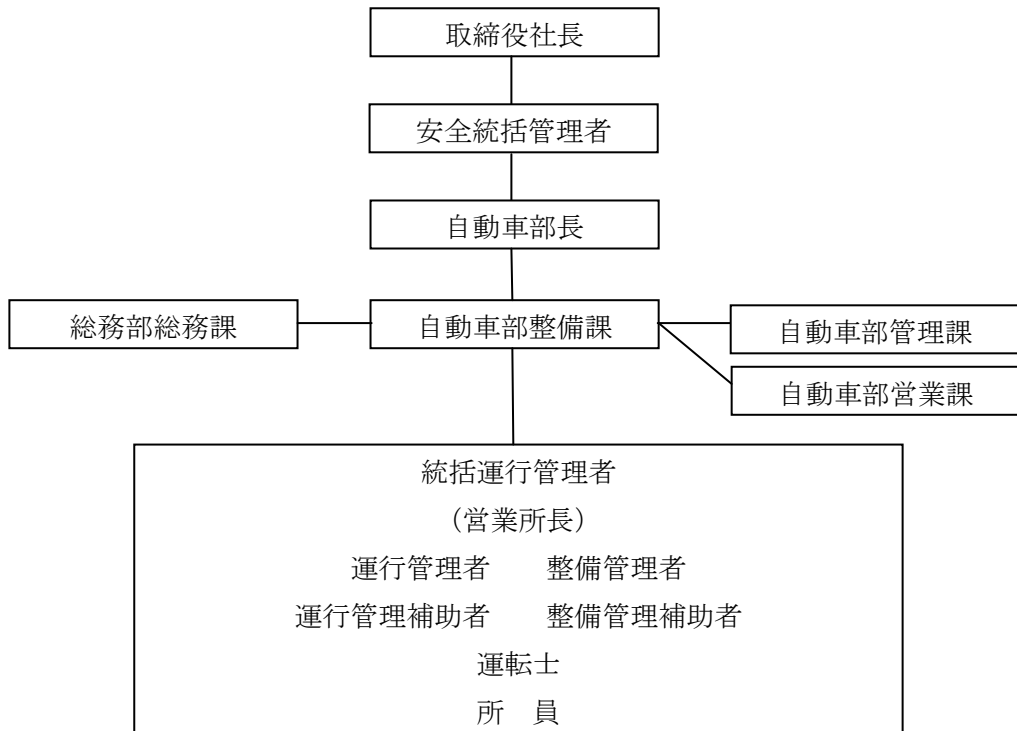 取締役社長
安全統括管理者
自動車部長
総務部総務課
自動車部整備課
自動車部管理課
自動車部営業課
統括運行管理者
（営業所長）
運行管理者　　整備管理者
運行管理補助者　　整備管理補助者
運転士
所　員